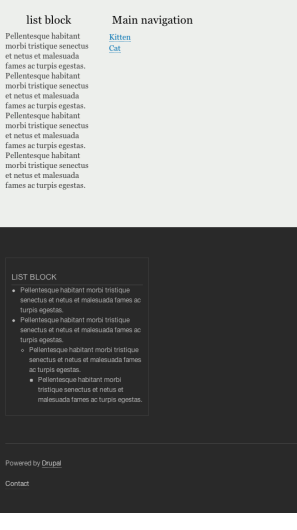 list block
Pellentesque habitant
morbi tristique senectus
et netus et malesuada
fames ac turpis egestas.
Pellentesque habitant
morbi tristique senectus
et netus et malesuada
fames ac turpis egestas.
Pellentesque habitant
morbi tristique senectus
et netus et malesuada
fames ac turpis egestas.
Pellentesque habitant
morbi tristique senectus
et netus et malesuada
fames ac turpis egestas.
Main navigation
Kitten
Cat
LIST BLOCK
Pellentesque habitant morbi tristique
senectus et netus et malesuada fames ac
turpis egestas.
Pellentesque habitant morbi tristique
senectus et netus et malesuada fames ac
turpis egestas.
Pellentesque habitant morbi tristique
senectus et netus et malesuada fames
ac turpis egestas.
Pellentesque habitant morbi
tristique senectus et netus et
malesuada fames ac turpis egestas.
Powered by Drupal
Contact